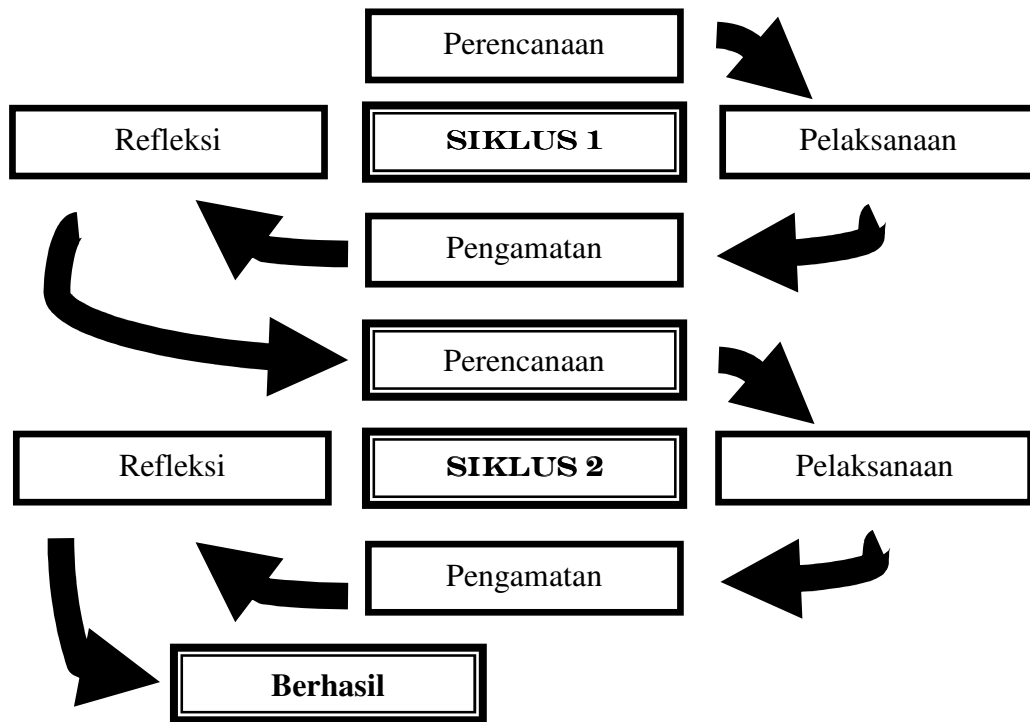 Perencanaan
Refleksi
SIKLUS 1
Pelaksanaan
Pengamatan
Perencanaan
Refleksi
SIKLUS 2
Pelaksanaan
Pengamatan
Berhasil